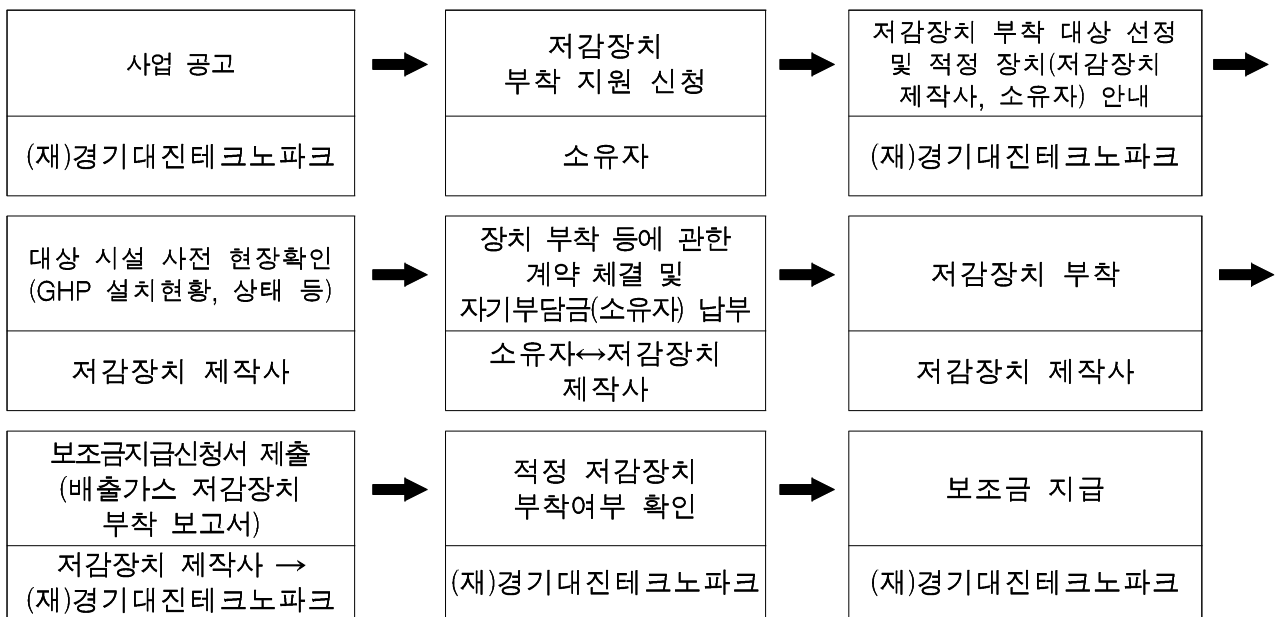 사업 공고
(재)경기대진테크노파크
저감장치
부착 지원 신청
소유자
저감장치 부착 대상 선정
및 적정 장치(저감장치
제작사, 소유자) 안내
(재)경기대진테크노파크
대상 시설 사전 현장확인
(GHP 설치현황, 상태 등)
저감장치 제작사
장치 부착 등에 관한
계약 체결 및
자기부담금(소유자) 납부
소유자↔저감장치
제작사
저감장치 부착
저감장치 제작사
보조금지급신청서 제출
(배출가스 저감장치
부착 보고서)
저감장치 제작사 →
(재)경기대진테크노파크
적정 저감장치
부착여부 확인
(재)경기대진테크노파크
보조금 지급
(재)경기대진테크노파크